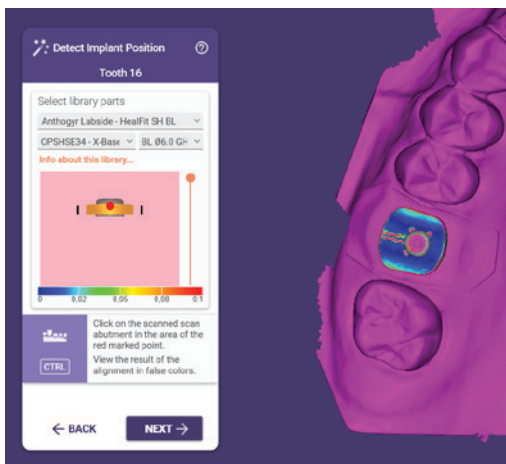 Detect Implant Position
Tooth 16
Select library parts
Anthogyr Labside - HealFit SH BL
CPSHSE34 - X-Base
BL Ø6.0 GH
Info about this library...
0 0,02 0,05 0,08 0.1
Click on the scanned scan
abutment in the area of the
red marked point.
CTRL
View the result of the
alignment in false colors.
← BACK
NEXT →